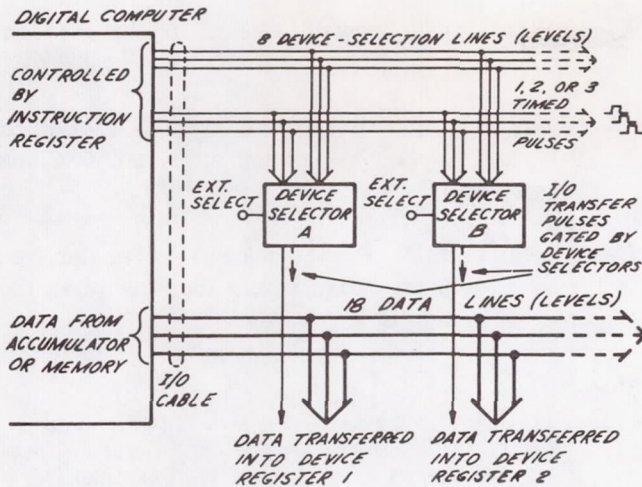 DIGITAL COMPUTER
8 DEVICE-SELECTION LINES (LEVELS)
CONTROLLED
BY
INSTRUCTION
REGISTER
1, 2, OR 3
TIMED
PULSES
EXT.
SELECT
DEVICE
SELECTOR
A
EXT.
SELECT
DEVICE
SELECTOR
B
I/O
TRANSFER
PULSES
GATED BY
DEVICE
SELECTORS
18 DATA LINES (LEVELS)
DATA FROM
ACCUMULATOR
OR MEMORY
I/O
CABLE
DATA TRANSFERRED
INTO DEVICE
REGISTER 1
DATA TRANSFERRED
INTO DEVICE
REGISTER 2